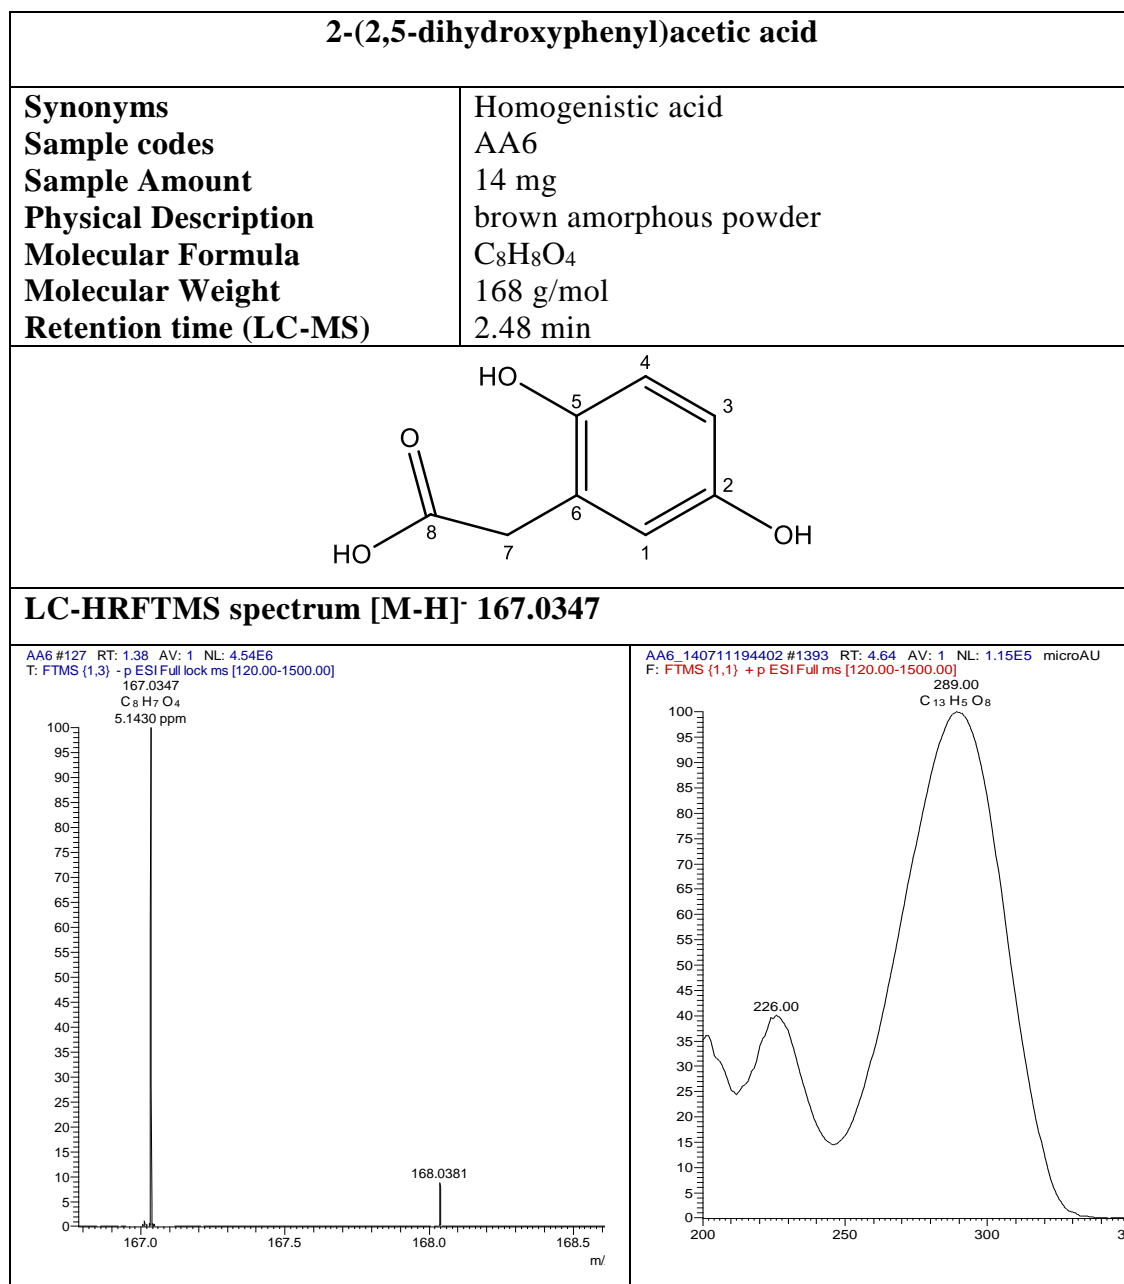 2-(2,5-dihydroxyphenyl)acetic acid
Synonyms Homogenistic acid
Sample codes AA6
Sample Amount 14 mg
Physical Description brown amorphous powder
Molecular Formula C₈H₈O₄
Molecular Weight 168 g/mol
Retention time (LC-MS) 2.48 min
HO 4
5 3
O
2
6
8 OH
HO 7 1
LC-HRFTMS spectrum [M-H]⁻ 167.0347
AA6 #127 RT: 1.38 AV: 1 NL: 4.54E6
T: FTMS {1,3} - p ESI Full lock ms [120.00-1500.00]
167.0347
C 8 H 7 O 4
5.1430 ppm
100
95
90
85
80
75
70
65
60
55
50
45
40
35
30
25
20
15
10
5
0
168.0381
167.0 167.5 168.0 168.5
m/
AA6_140711194402 #1393 RT: 4.64 AV: 1 NL: 1.15E5 microAU
F: FTMS {1,1} + p ESI Full ms [120.00-1500.00]
289.00
C 13 H 5 O 8
100
95
90
85
80
75
70
65
60
55
50
45
40
35
30
25
20
15
10
5
0
226.00
200 250 300 3